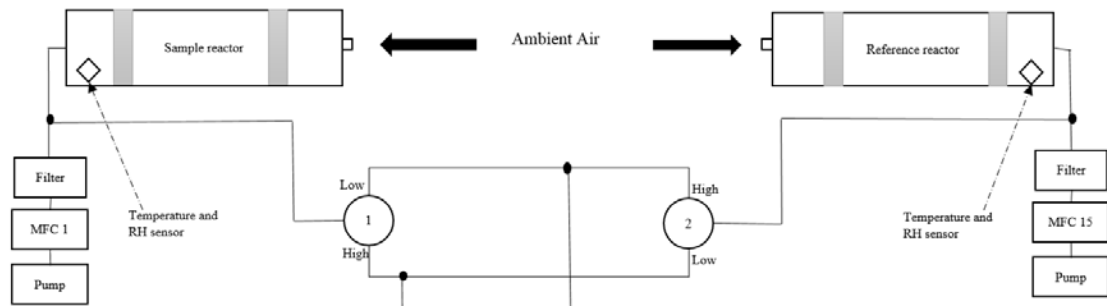 Sample reactor
Ambient Air
Reference reactor
Filter
MFC 1
Pump
Temperature and
RH sensor
Low
1
High
High
2
Low
Temperature and
RH sensor
Filter
MFC 15
Pump